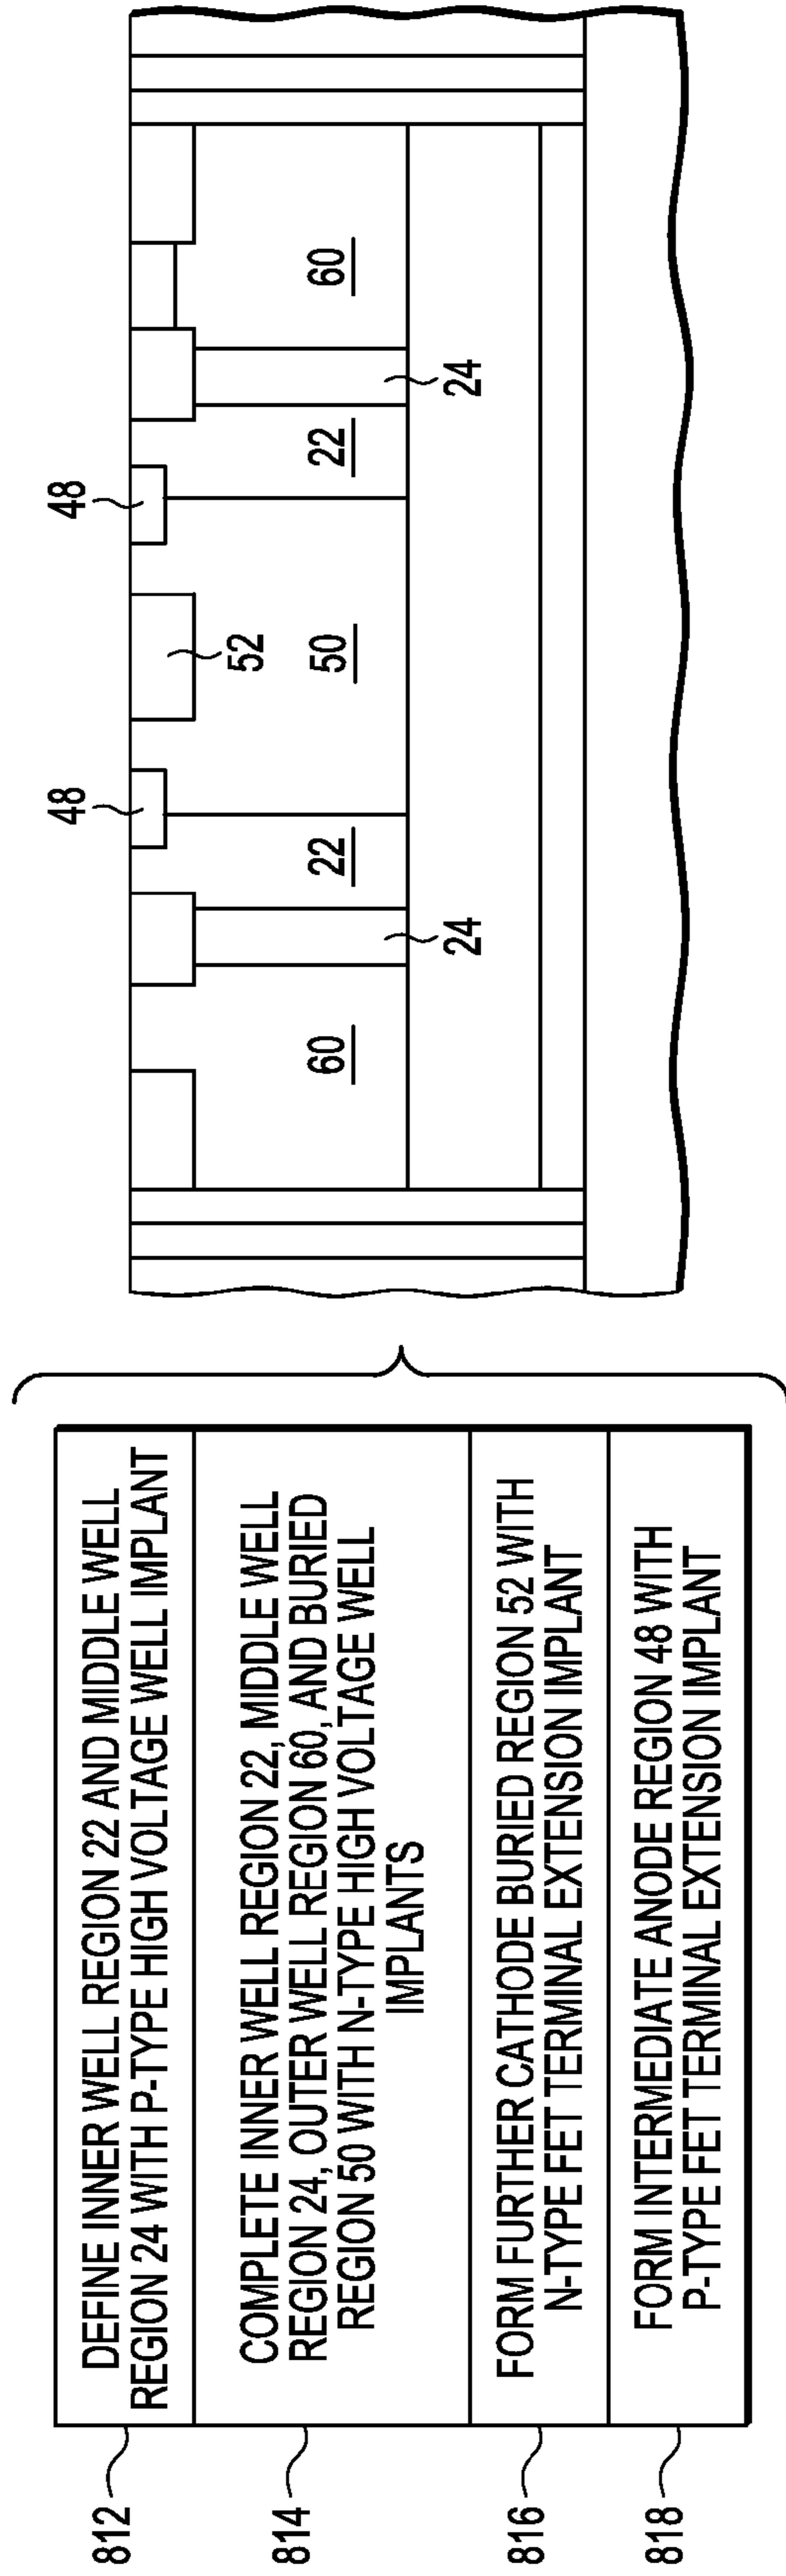 812
DEFINE INNER WELL REGION 22 AND MIDDLE WELL
REGION 24 WITH P-TYPE HIGH VOLTAGE WELL IMPLANT
814
COMPLETE INNER WELL REGION 22, MIDDLE WELL
REGION 24, OUTER WELL REGION 60, AND BURIED
REGION 50 WITH N-TYPE HIGH VOLTAGE WELL
IMPLANTS
816
FORM FURTHER CATHODE BURIED REGION 52 WITH
N-TYPE FET TERMINAL EXTENSION IMPLANT
818
FORM INTERMEDIATE ANODE REGION 48 WITH
P-TYPE FET TERMINAL EXTENSION IMPLANT
48
48
52
60
22
50
22
60
24
24